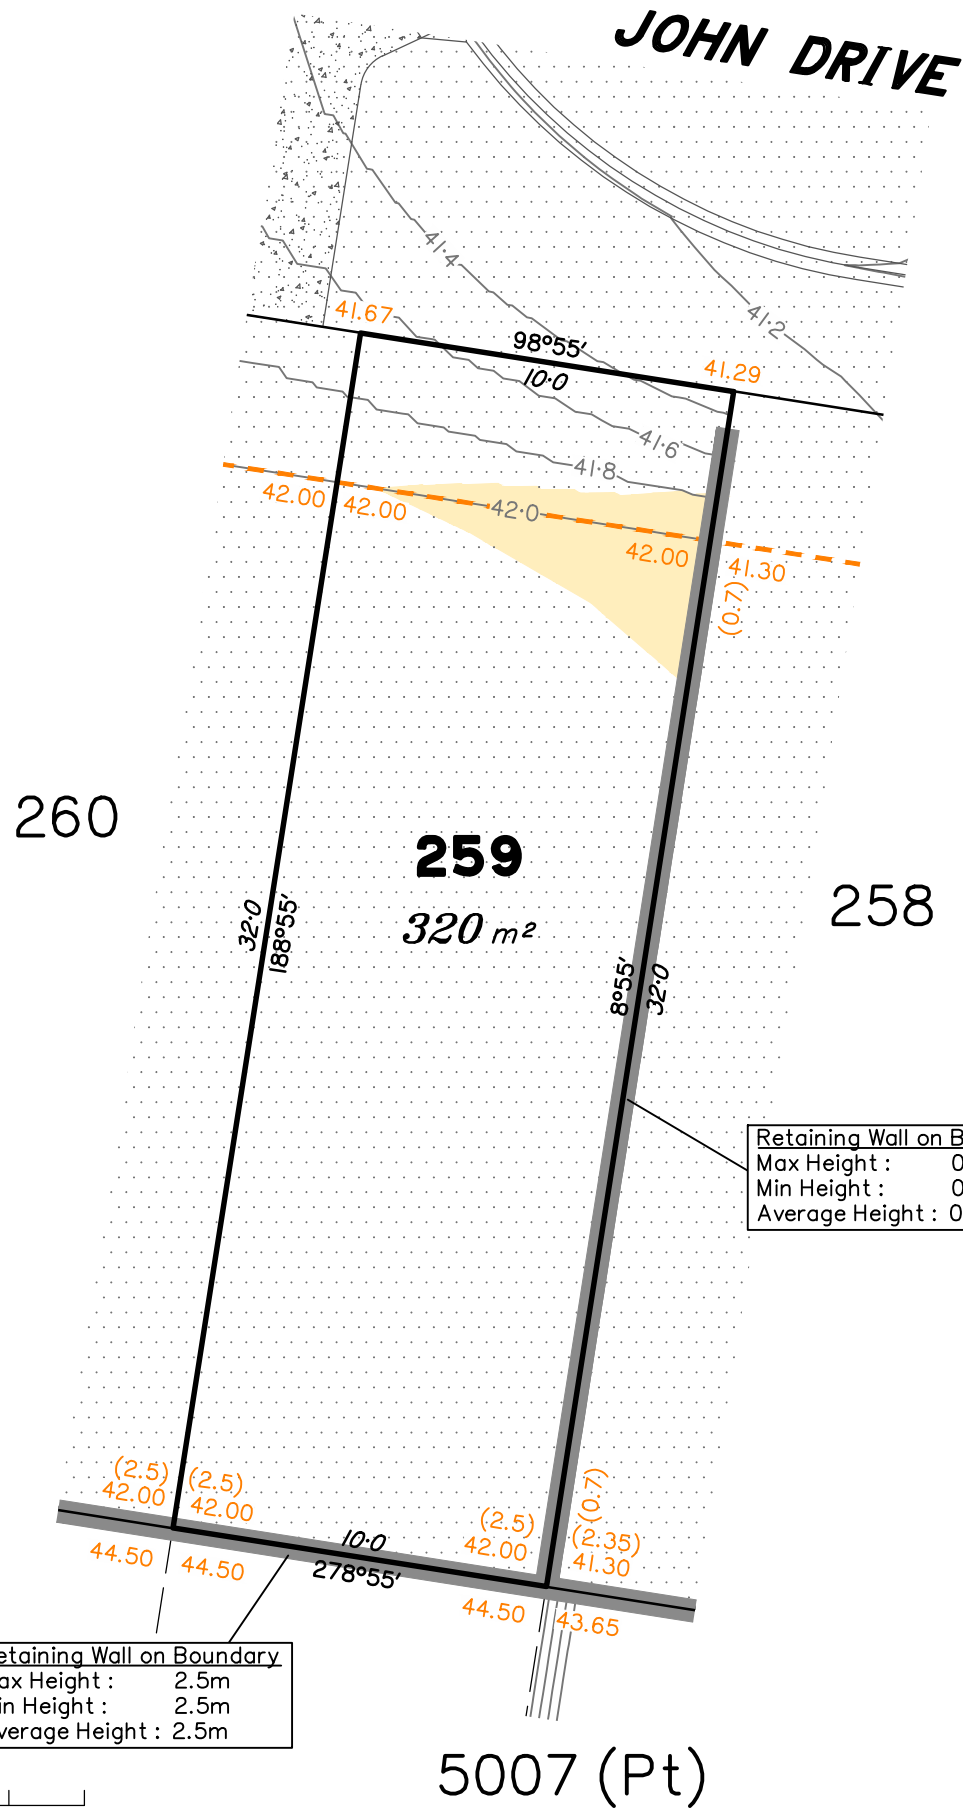 JOHN DRIVE
41·4
41·2
41.67
98°55'
10·0
41.29
41·6
41·8
42.00 42.00
42·0
42.00
41.30
(0.7)
260
259
320 m²
258
32·0
188°55'
8°55'
32·0
Retaining Wall on B
Max Height : 0
Min Height : 0
Average Height : 0
(2.5) (2.5)
42.00 42.00
(2.5)
42.00
(0.7)
(2.35)
41.30
10·0
278°55'
44.50 44.50
44.50 43.65
etaining Wall on Boundary
ax Height : 2.5m
in Height : 2.5m
verage Height : 2.5m
5007 (Pt)